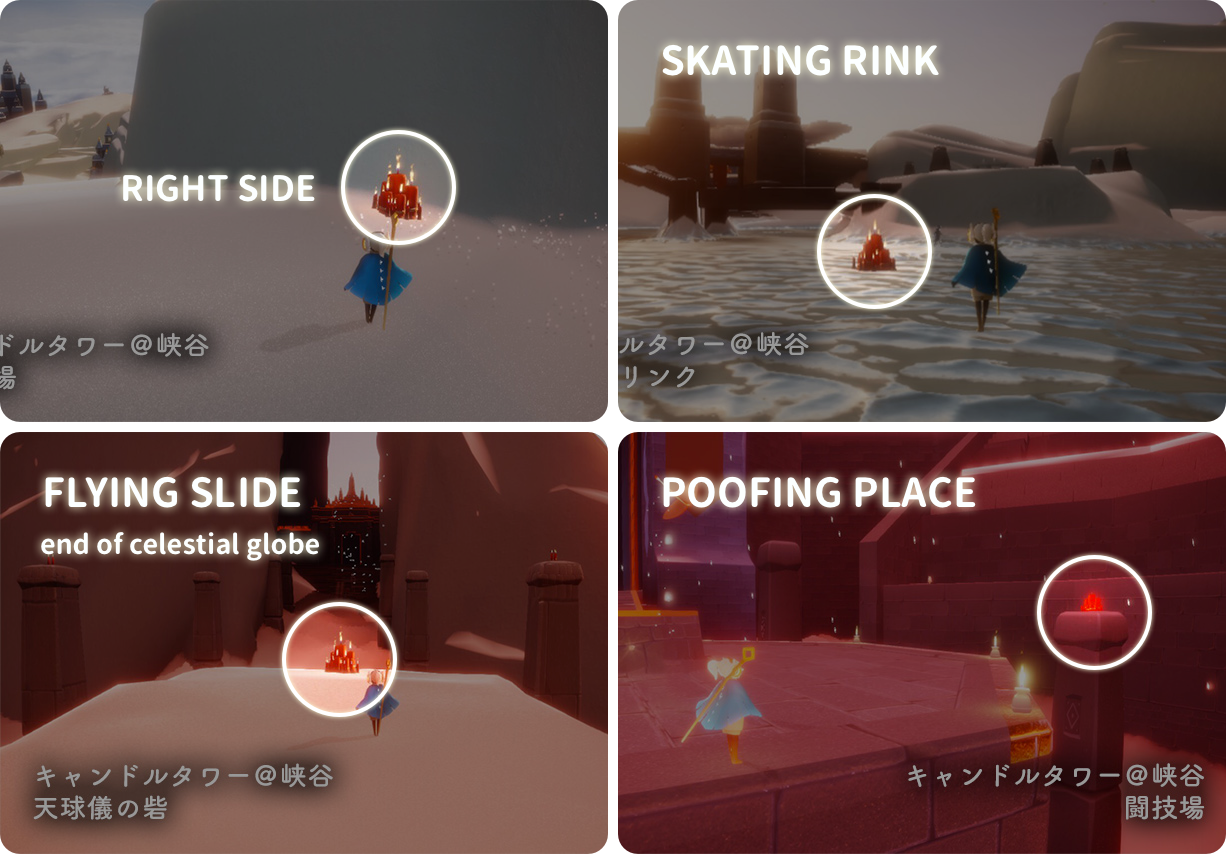 RIGHT SIDE
ドルタワー@峡谷
場
SKATING RINK
ルタワー@峡谷
リンク
FLYING SLIDE
end of celestial globe
キャンドルタワー@峡谷
天球儀の砦
POOFING PLACE
キャンドルタワー@峡谷
闘技場